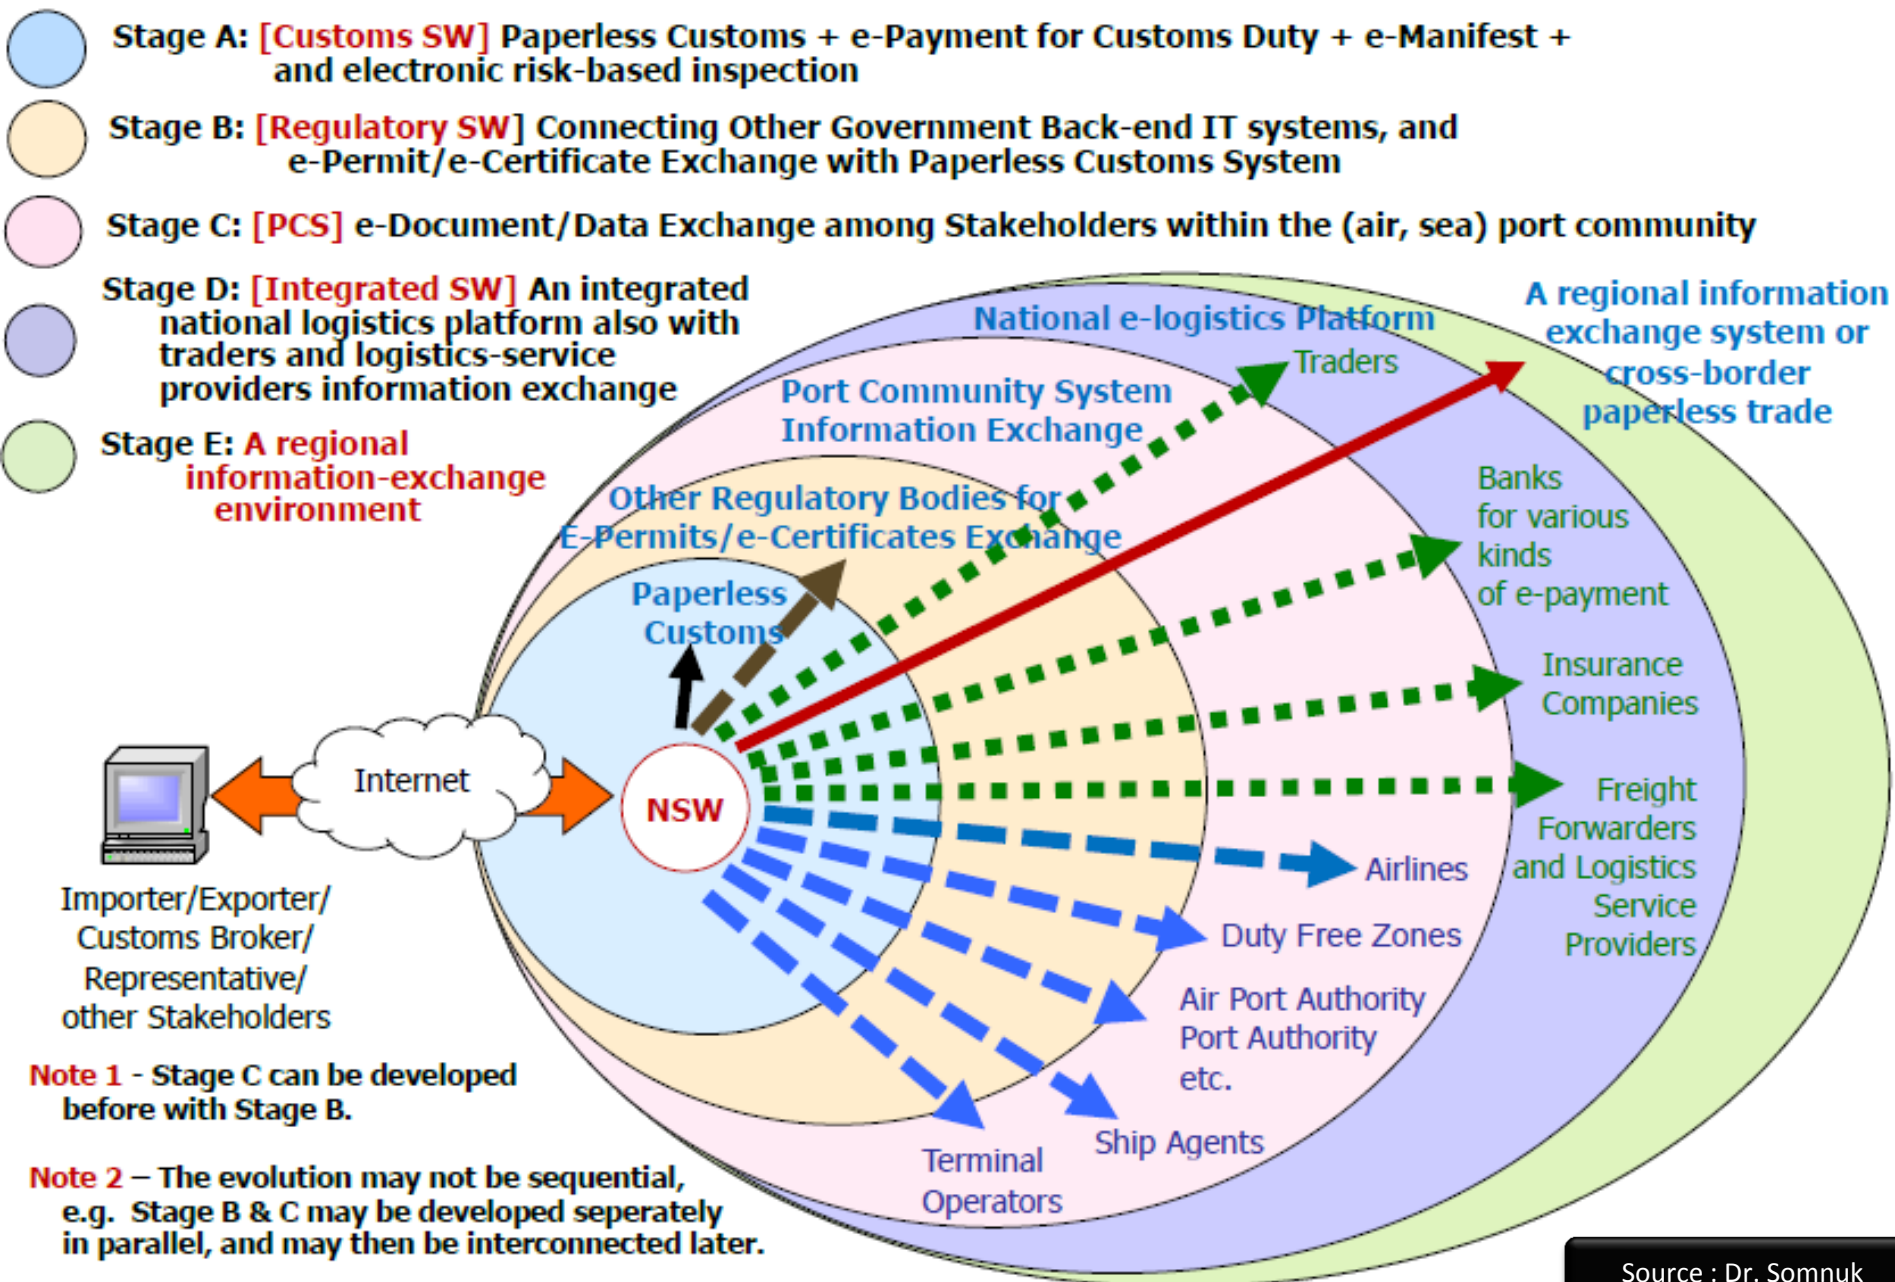 Stage A: [Customs SW] Paperless Customs + e-Payment for Customs Duty + e-Manifest +
and electronic risk-based inspection
Stage B: [Regulatory SW] Connecting Other Government Back-end IT systems, and
e-Permit/e-Certificate Exchange with Paperless Customs System
Stage C: [PCS] e-Document/Data Exchange among Stakeholders within the (air, sea) port community
Stage D: [Integrated SW] An integrated
national logistics platform also with
traders and logistics-service
providers information exchange
Stage E: A regional
information-exchange
environment
National e-logistics Platform
A regional information
exchange system or
cross-border
paperless trade
Traders
Port Community System
Information Exchange
Banks
for various
kinds
of e-payment
Other Regulatory Bodies for
E-Permits/e-Certificates Exchange
Paperless
Customs
Insurance
Companies
Internet
NSW
Freight
Forwarders
and Logistics
Service
Providers
Airlines
Duty Free Zones
Air Port Authority
Port Authority
etc.
Ship Agents
Terminal
Operators
Importer/Exporter/
Customs Broker/
Representative/
other Stakeholders
Note 1 - Stage C can be developed
before with Stage B.
Note 2 – The evolution may not be sequential,
e.g. Stage B & C may be developed seperately
in parallel, and may then be interconnected later.
Source : Dr. Somnuk